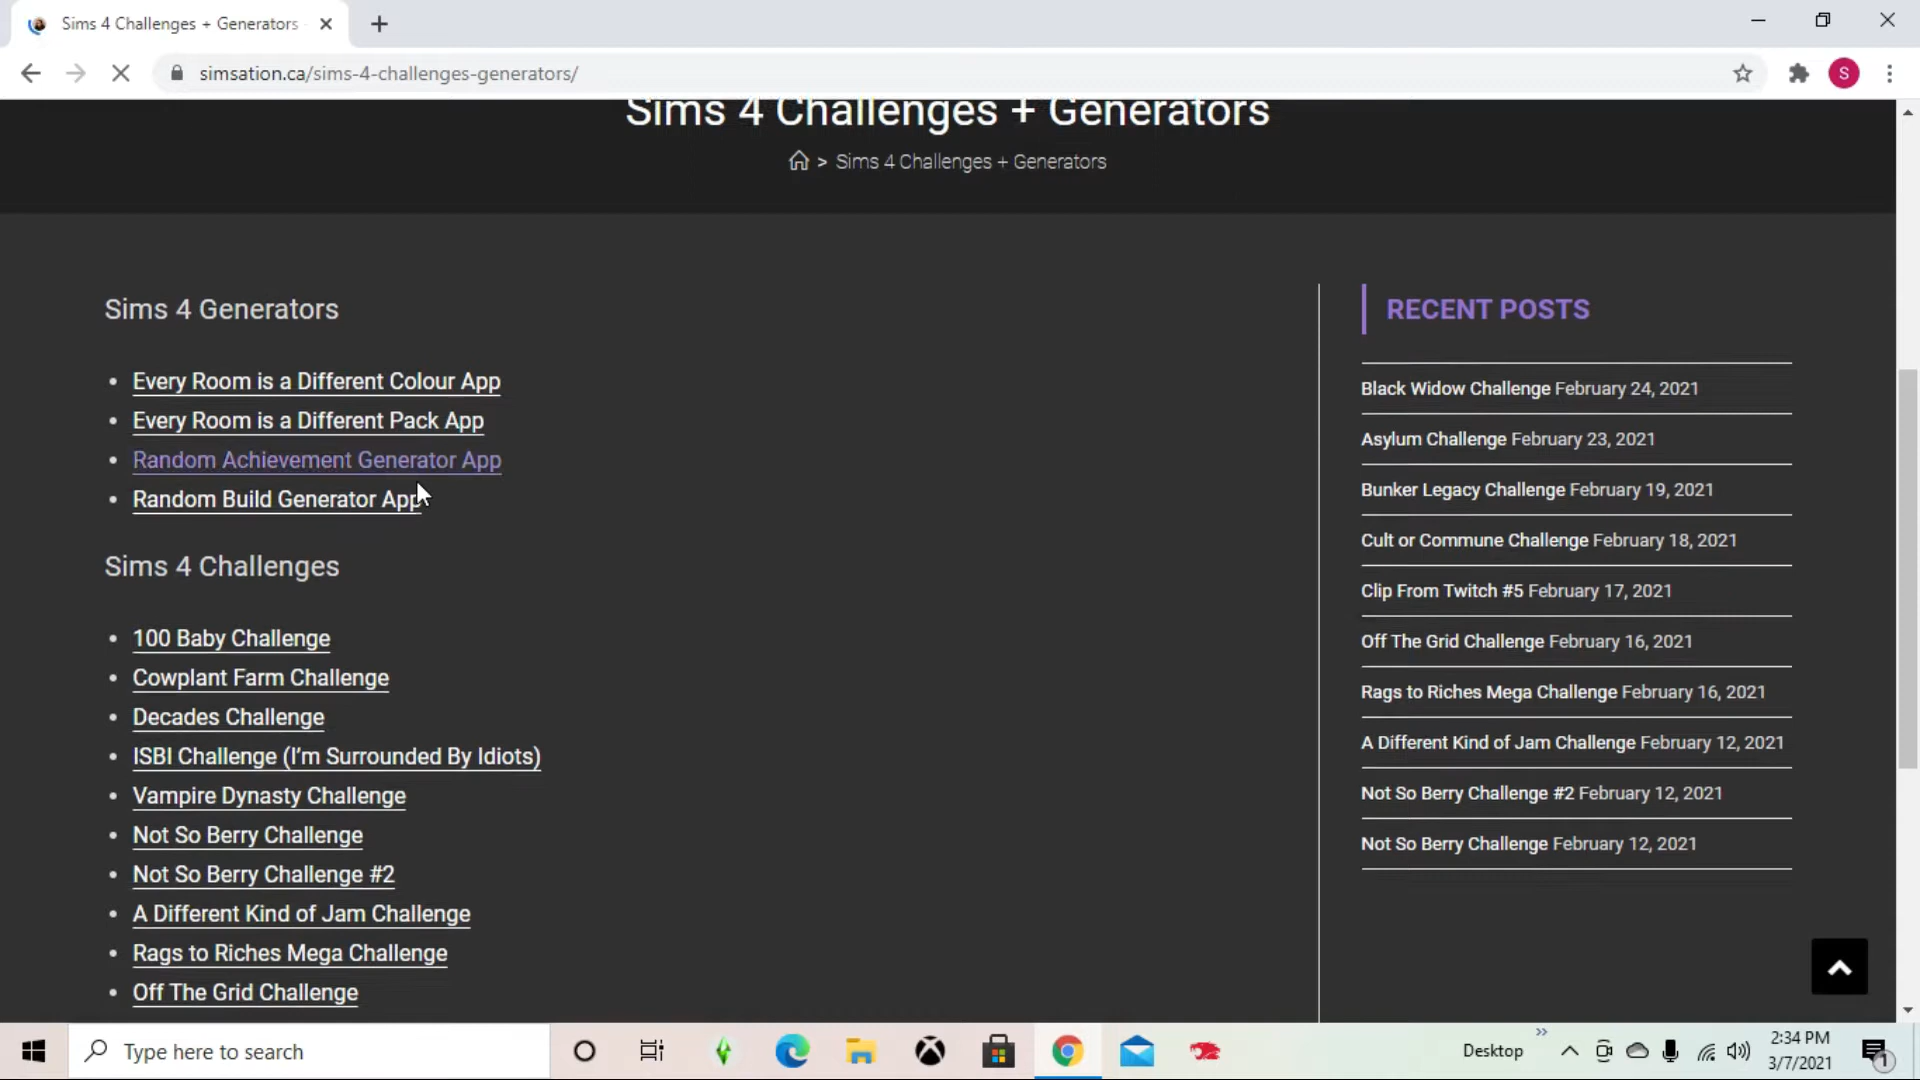 Sims 4 Challenges + Generators
simsation.ca/sims-4-challenges-generators/
S
Sims 4 Challenges + Generators
> Sims 4 Challenges + Generators
Sims 4 Generators
• Every Room is a Different Colour App
• Every Room is a Different Pack App
• Random Achievement Generator App
• Random Build Generator App
Sims 4 Challenges
• 100 Baby Challenge
• Cowplant Farm Challenge
• Decades Challenge
• ISBI Challenge (I'm Surrounded By Idiots)
• Vampire Dynasty Challenge
• Not So Berry Challenge
• Not So Berry Challenge #2
• A Different Kind of Jam Challenge
• Rags to Riches Mega Challenge
• Off The Grid Challenge
RECENT POSTS
Black Widow Challenge February 24, 2021
Asylum Challenge February 23, 2021
Bunker Legacy Challenge February 19, 2021
Cult or Commune Challenge February 18, 2021
Clip From Twitch #5 February 17, 2021
Off The Grid Challenge February 16, 2021
Rags to Riches Mega Challenge February 16, 2021
A Different Kind of Jam Challenge February 12, 2021
Not So Berry Challenge #2 February 12, 2021
Not So Berry Challenge February 12, 2021
Type here to search
Desktop
2:34 PM
3/7/2021
1